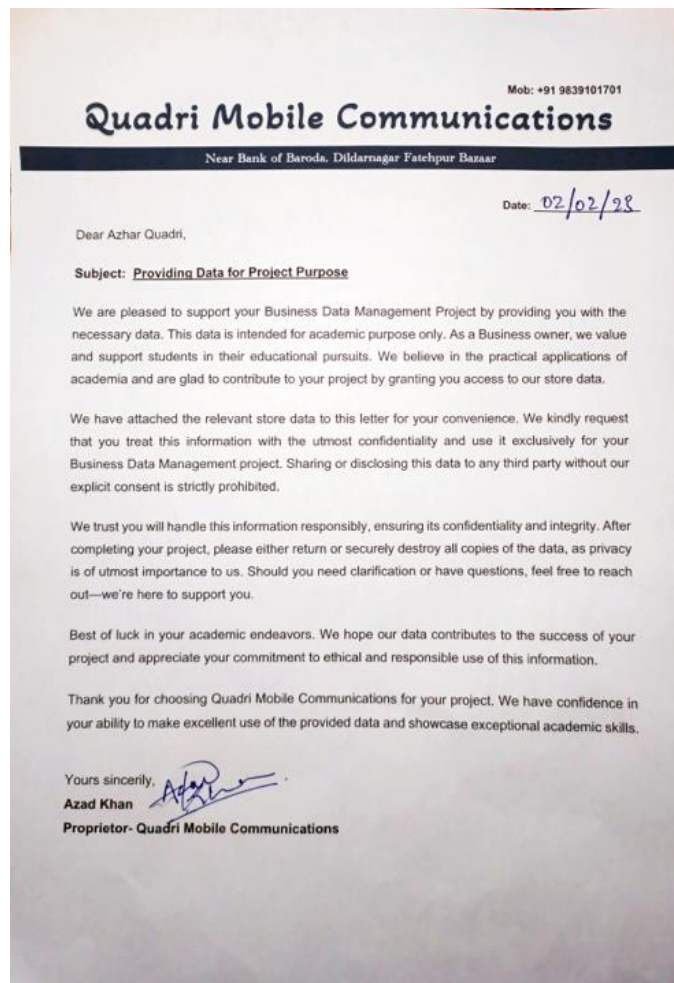 Mob: +91 9839101701
Quadri Mobile Communications
Near Bank of Baroda, Dildarnagar Fatehpur Bazaar
Date: 02/02/23
Dear Azhar Quadri,
Subject: Providing Data for Project Purpose
We are pleased to support your Business Data Management Project by providing you with the
necessary data. This data is intended for academic purpose only. As a Business owner, we value
and support students in their educational pursuits. We believe in the practical applications of
academia and are glad to contribute to your project by granting you access to our store data.
We have attached the relevant store data to this letter for your convenience. We kindly request
that you treat this information with the utmost confidentiality and use it exclusively for your
Business Data Management project. Sharing or disclosing this data to any third party without our
explicit consent is strictly prohibited.
We trust you will handle this information responsibly, ensuring its confidentiality and integrity. After
completing your project, please either return or securely destroy all copies of the data, as privacy
is of utmost importance to us. Should you need clarification or have questions, feel free to reach
out—we're here to support you.
Best of luck in your academic endeavors. We hope our data contributes to the success of your
project and appreciate your commitment to ethical and responsible use of this information.
Thank you for choosing Quadri Mobile Communications for your project. We have confidence in
your ability to make excellent use of the provided data and showcase exceptional academic skills.
Yours sincerily,
Azad Khan
Proprietor- Quadri Mobile Communications